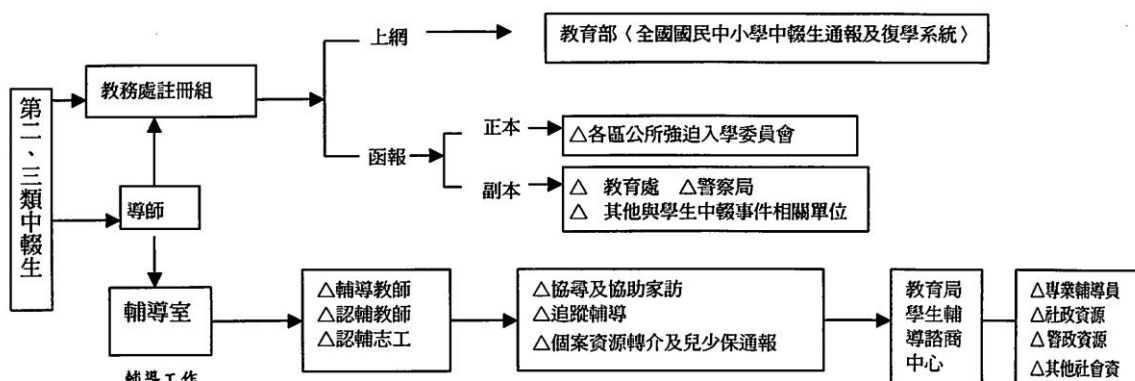 上網
教育部〈全國國民中小學中輟生通報及復學系統〉
教務處註冊組
第二、三類中輟生
正本
△各區公所強迫入學委員會
函報
副本
△ 教育處 △警察局
△ 其他與學生中輟事件相關單位
導師
輔導室
△輔導教師
△認輔教師
△認輔志工
△協尋及協助家訪
△追蹤輔導
△個案資源轉介及兒少保通報
教育局
學生輔
導諮商
中心
△專業輔導員
△社政資源
△警政資源
△其他社會資
輔導工作